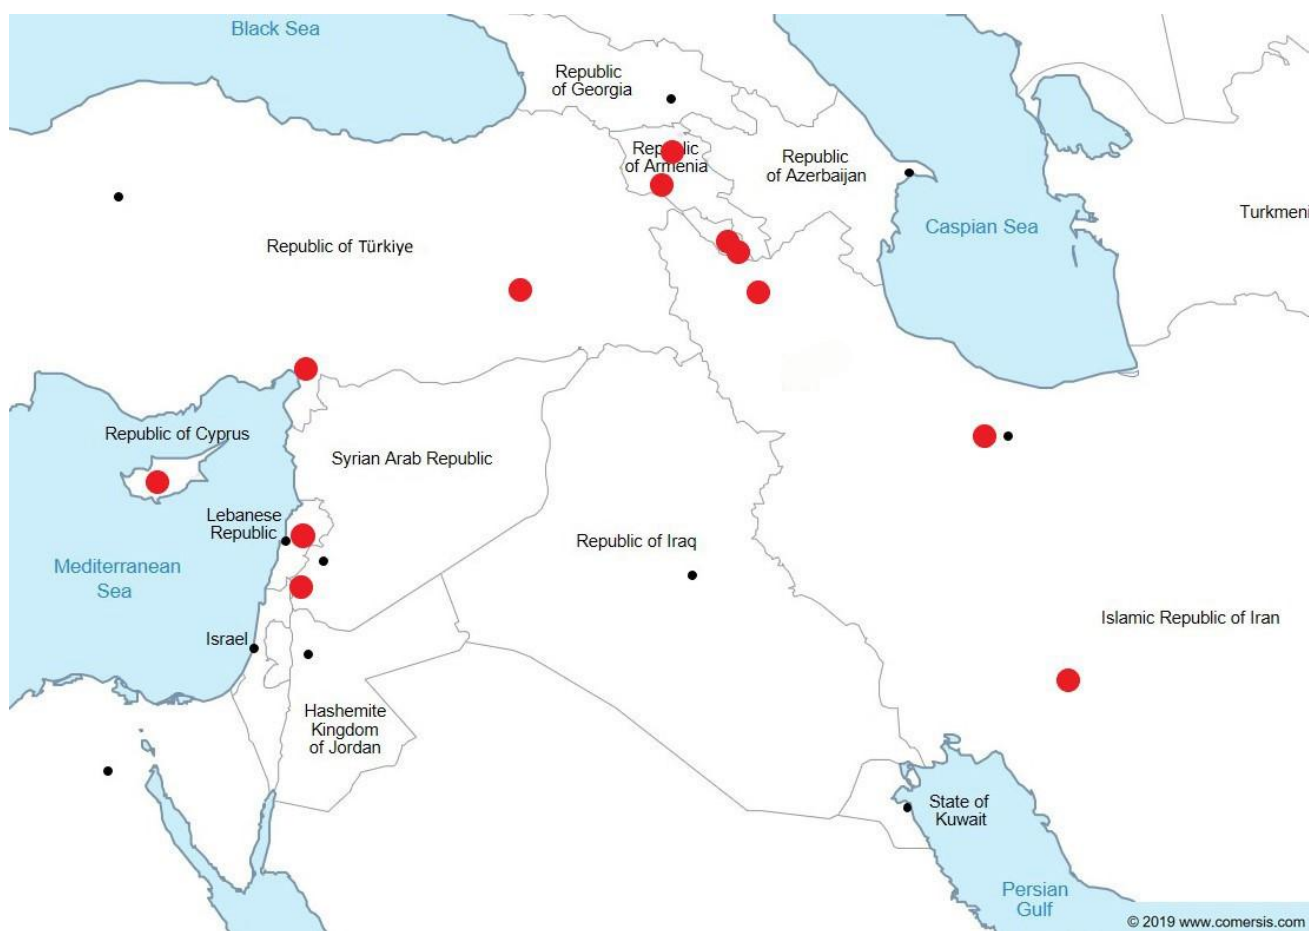 Black Sea
Republic
of Georgia
Republic
of Armenia
Republic
of Azerbaijan
Caspian Sea
Turkmeni
Republic of Türkiye
Republic of Cyprus
Syrian Arab Republic
Lebanese
Republic
Republic of Iraq
Mediterranean
Sea
Islamic Republic of Iran
Israel
Hashemite
Kingdom
of Jordan
State of
Kuwait
Persian
Gulf
© 2019 www.comersis.com